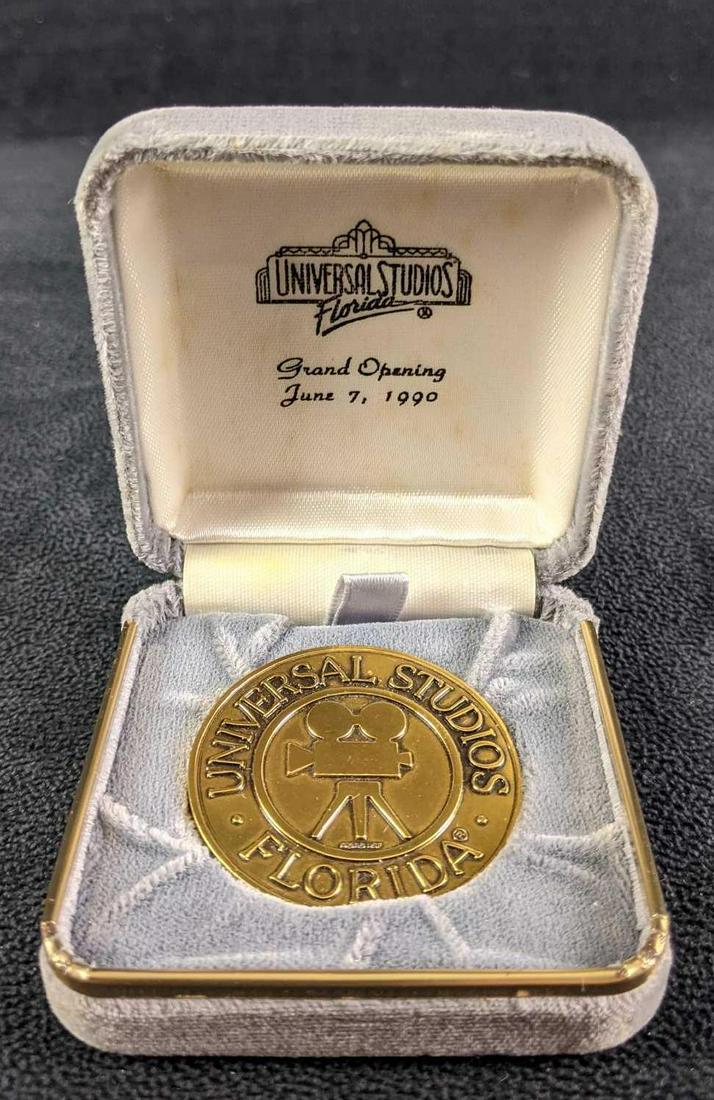 UNIVERSAL STUDIOS
Florida ®
Grand Opening
June 7, 1990
UNIVERSAL STUDIOS
· FLORIDA® ·